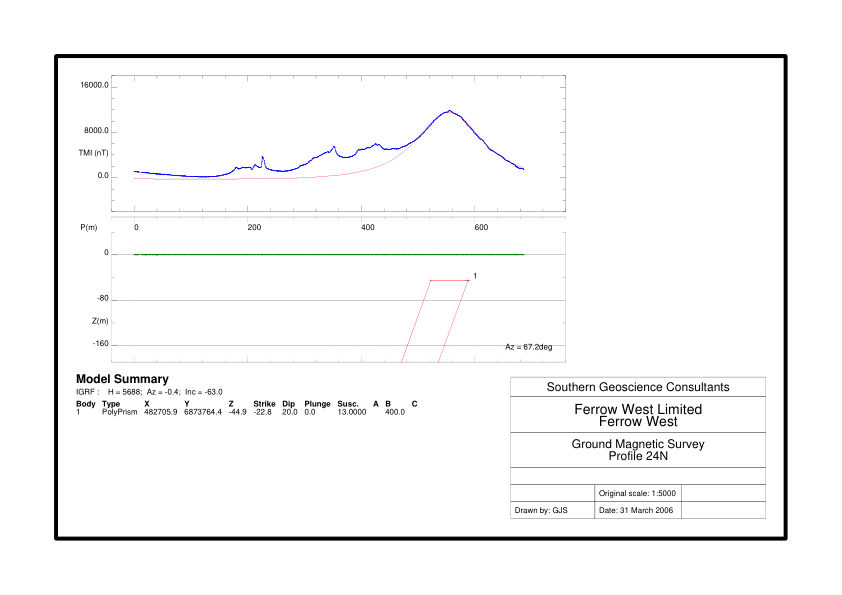 16000.0
8000.0
TMI (nT)
0.0
P(m)
0
200
400
600
0
1
-80
Z(m)
-160
Az = 67.2deg
Model Summary
IGRF : H = 5688; Az = -0.4; Inc = -63.0
Body Type X Y Z Strike Dip Plunge Susc. A B C
1 PolyPrism 482705.9 6873764.4 -44.9 -22.8 20.0 0.0 13.0000 400.0
Southern Geoscience Consultants
Ferrow West Limited
Ferrow West
Ground Magnetic Survey
Profile 24N
Original scale: 1:5000
Drawn by: GJS Date: 31 March 2006